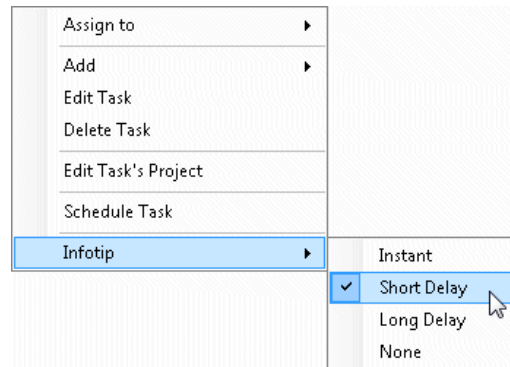 Assign to
Add
Edit Task
Delete Task
Edit Task's Project
Schedule Task
Infotip
Instant
Short Delay
Long Delay
None